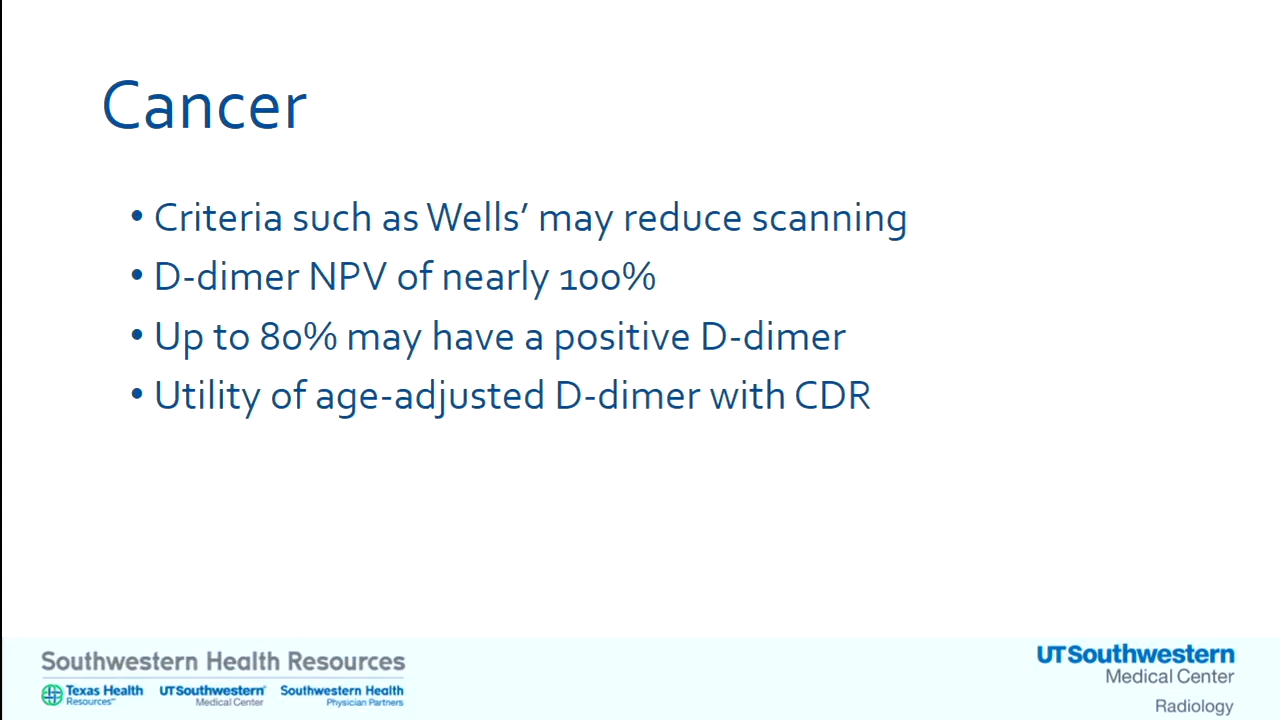 Cancer
• Criteria such as Wells’ may reduce scanning
• D-dimer NPV of nearly 100%
• Up to 80% may have a positive D-dimer
• Utility of age-adjusted D-dimer with CDR
Southwestern Health Resources
Texas Health Resources℠
UTSouthwestern Medical Center
Southwestern Health Physician Partners
UTSouthwestern
Medical Center
Radiology